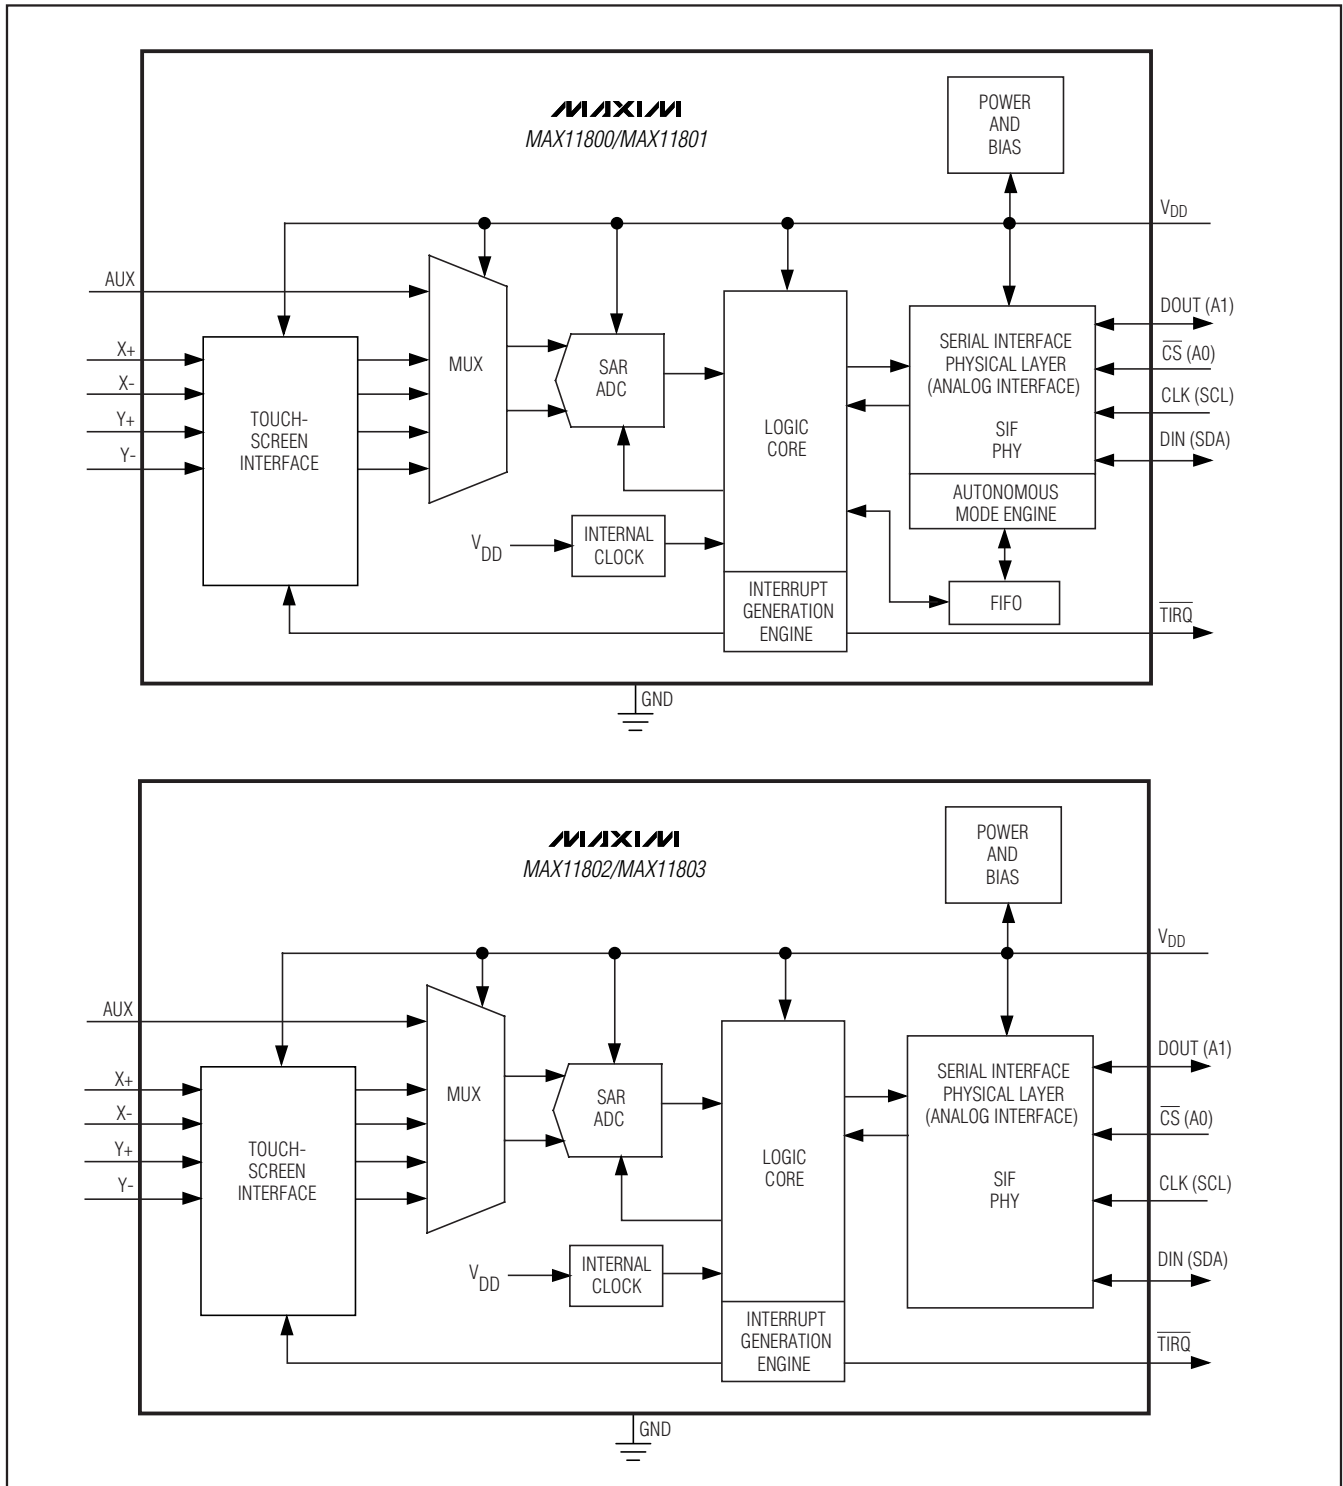 MAXIM
MAX11800/MAX11801
POWER
AND
BIAS
VDD
AUX
X+
X-
Y+
Y-
TOUCH-
SCREEN
INTERFACE
MUX
SAR
ADC
VDD
INTERNAL
CLOCK
LOGIC
CORE
INTERRUPT
GENERATION
ENGINE
SERIAL INTERFACE
PHYSICAL LAYER
(ANALOG INTERFACE)
SIF
PHY
AUTONOMOUS
MODE ENGINE
FIFO
DOUT (A1)
CS (A0)
CLK (SCL)
DIN (SDA)
TIRQ
GND
MAXIM
MAX11802/MAX11803
POWER
AND
BIAS
VDD
AUX
X+
X-
Y+
Y-
TOUCH-
SCREEN
INTERFACE
MUX
SAR
ADC
VDD
INTERNAL
CLOCK
LOGIC
CORE
INTERRUPT
GENERATION
ENGINE
SERIAL INTERFACE
PHYSICAL LAYER
(ANALOG INTERFACE)
SIF
PHY
DOUT (A1)
CS (A0)
CLK (SCL)
DIN (SDA)
TIRQ
GND